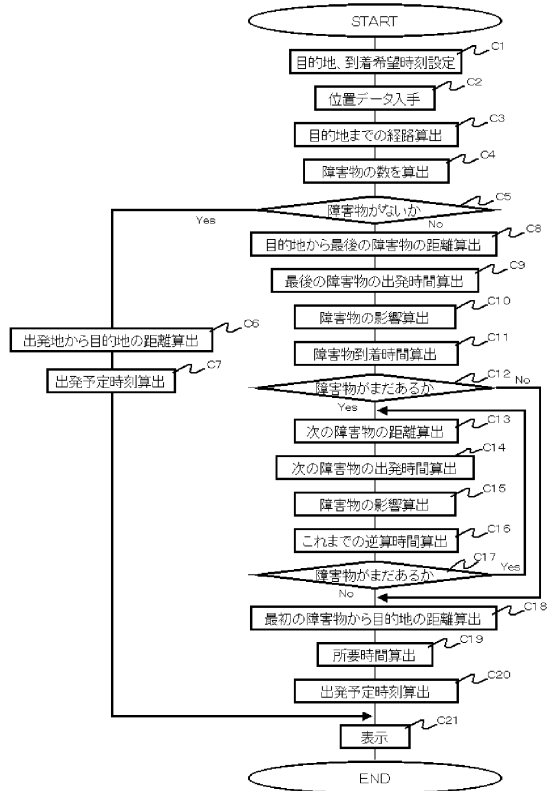 START
目的地、到着希望時刻設定
C1
位置データ入手
C2
目的地までの経路算出
C3
障害物の数を算出
C4
障害物がないか
C5
Yes
No
目的地から最後の障害物の距離算出
C8
最後の障害物の出発時間算出
C9
障害物の影響算出
C10
出発地から目的地の距離算出
C6
障害物到着時間算出
C11
出発予定時刻算出
C7
障害物がまだあるか
C12
No
Yes
次の障害物の距離算出
C13
次の障害物の出発時間算出
C14
障害物の影響算出
C15
これまでの逆算時間算出
C16
障害物がまだあるか
C17
Yes
No
最初の障害物から目的地の距離算出
C18
所要時間算出
C19
出発予定時刻算出
C20
表示
C21
END